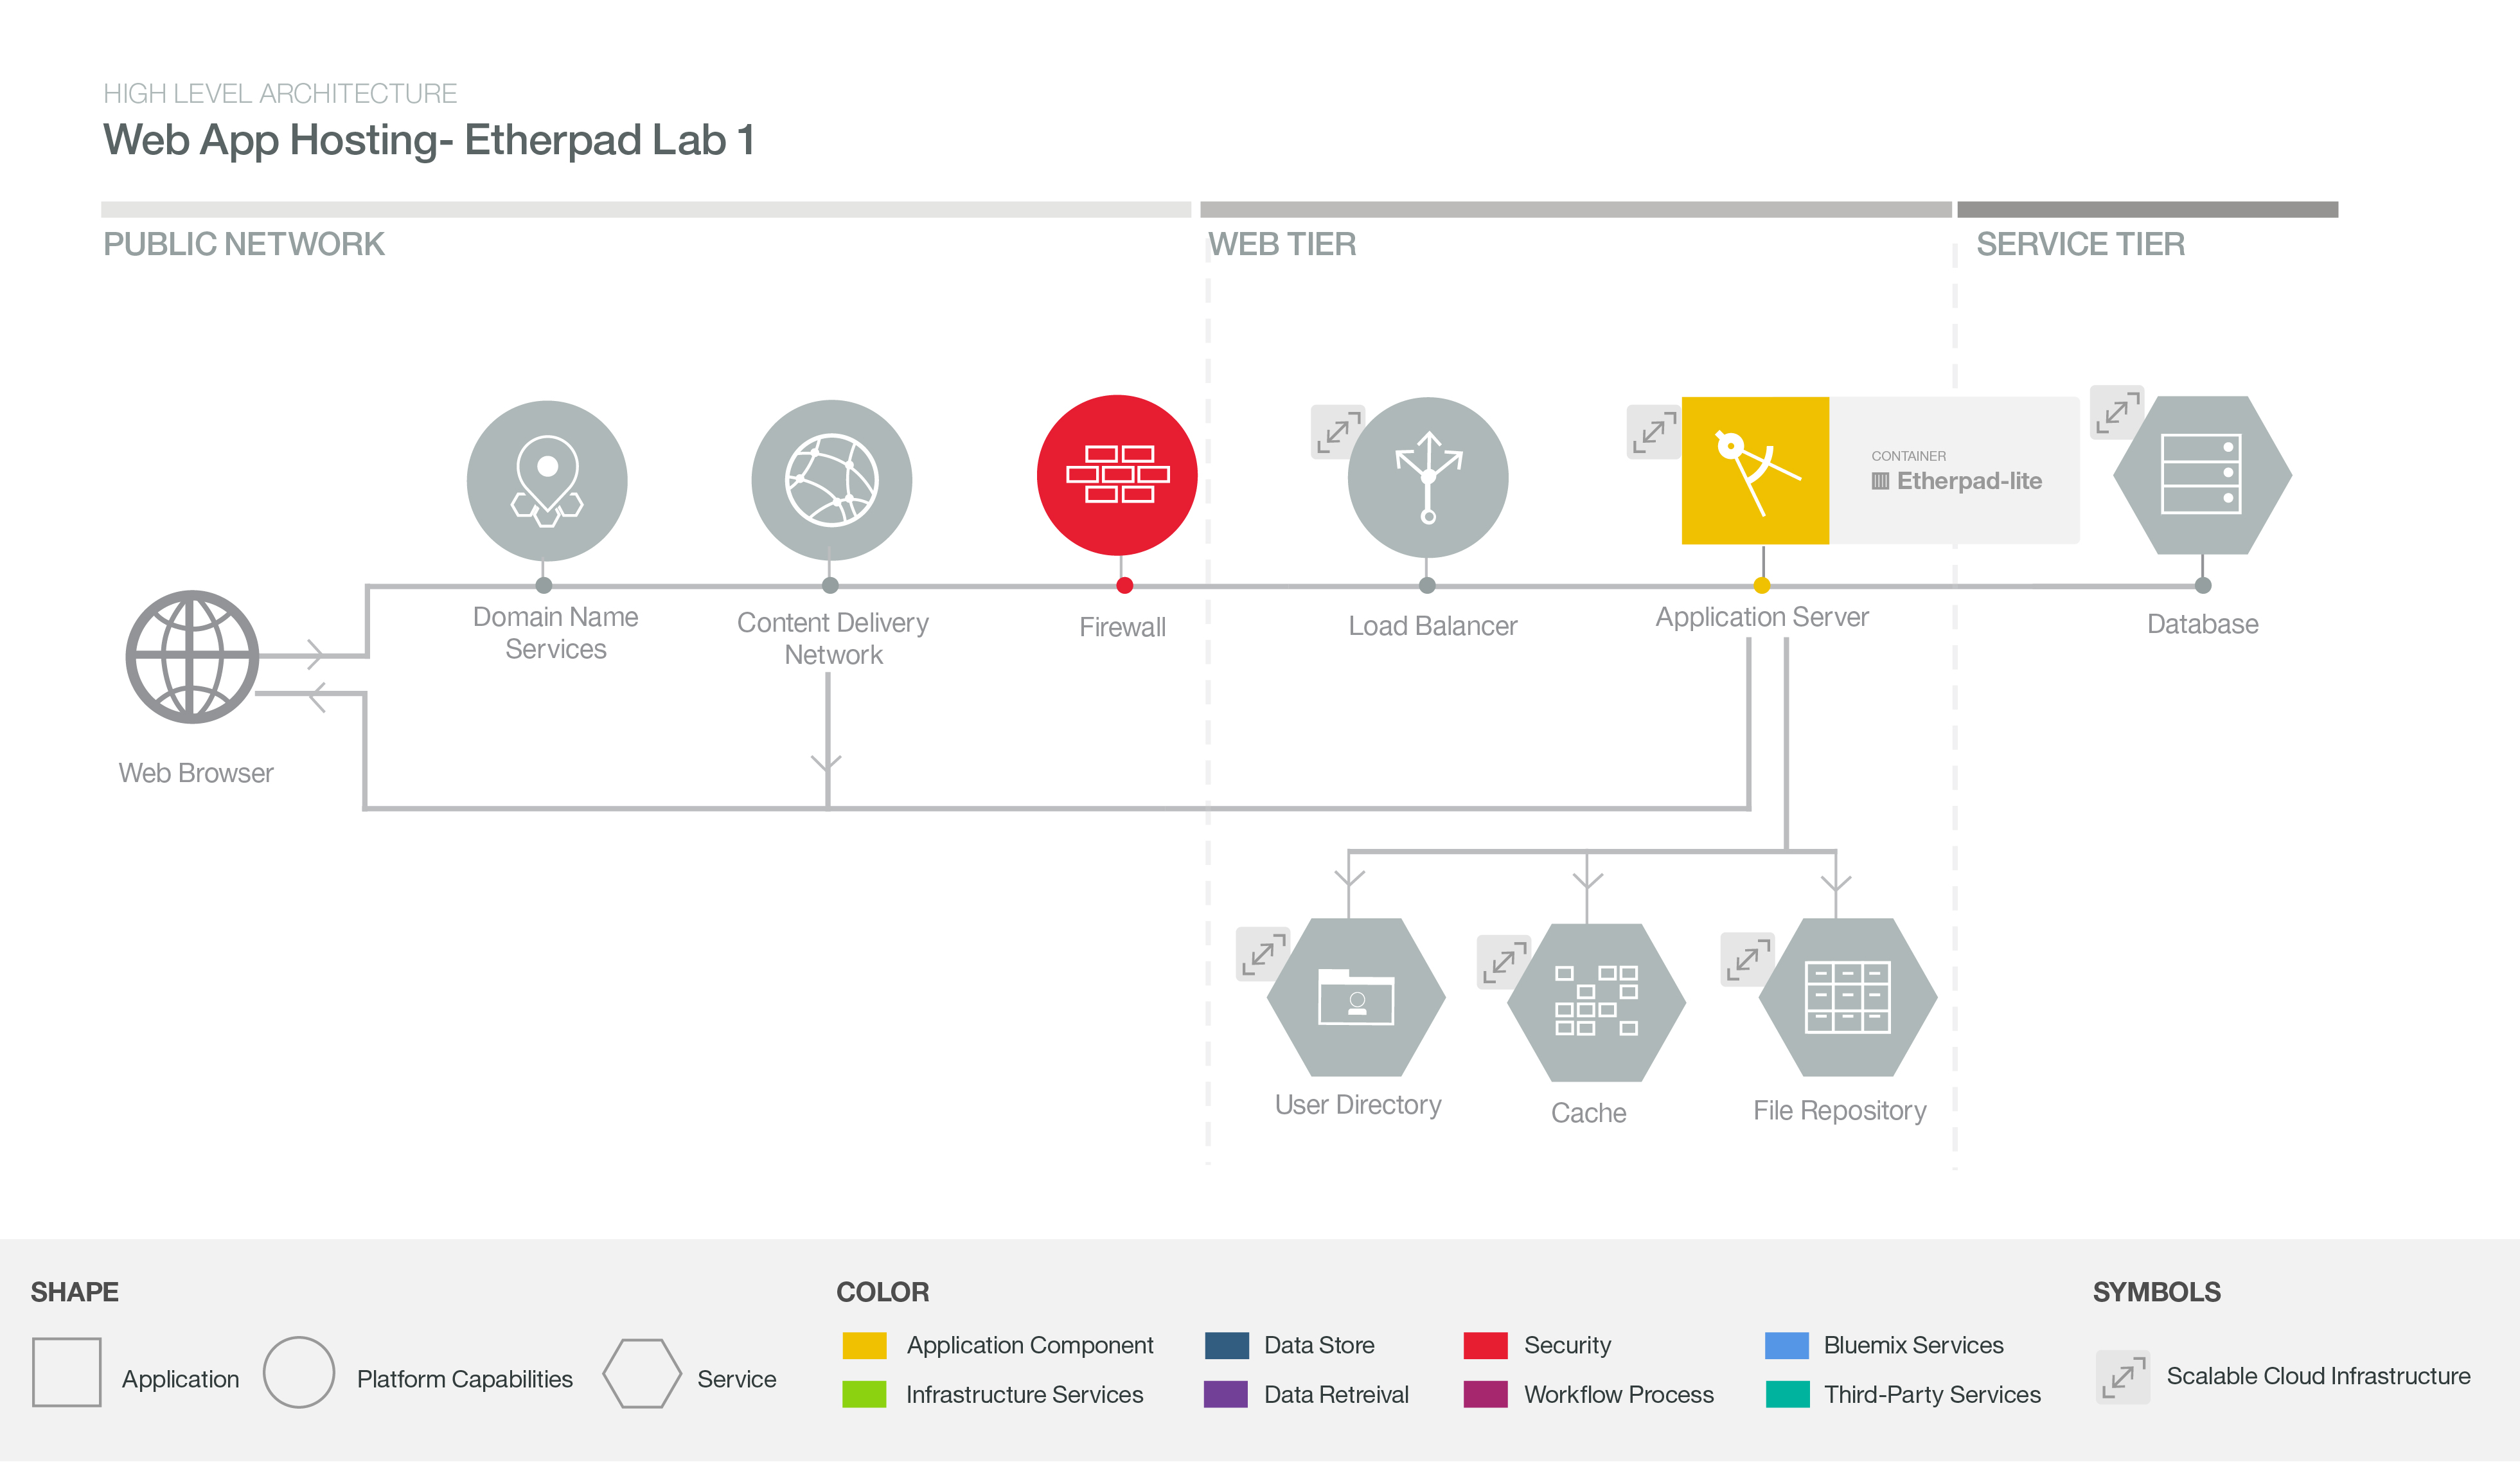 HIGH LEVEL ARCHITECTURE
Web App Hosting- Etherpad Lab 1
PUBLIC NETWORK
WEB TIER
SERVICE TIER
CONTAINER
Etherpad-lite
Domain Name
Services
Content Delivery
Network
Firewall
Load Balancer
Application Server
Database
Web Browser
User Directory
Cache
File Repository
SHAPE
Application
Platform Capabilities
Service
COLOR
Application Component
Data Store
Security
Bluemix Services
Infrastructure Services
Data Retreival
Workflow Process
Third-Party Services
SYMBOLS
Scalable Cloud Infrastructure